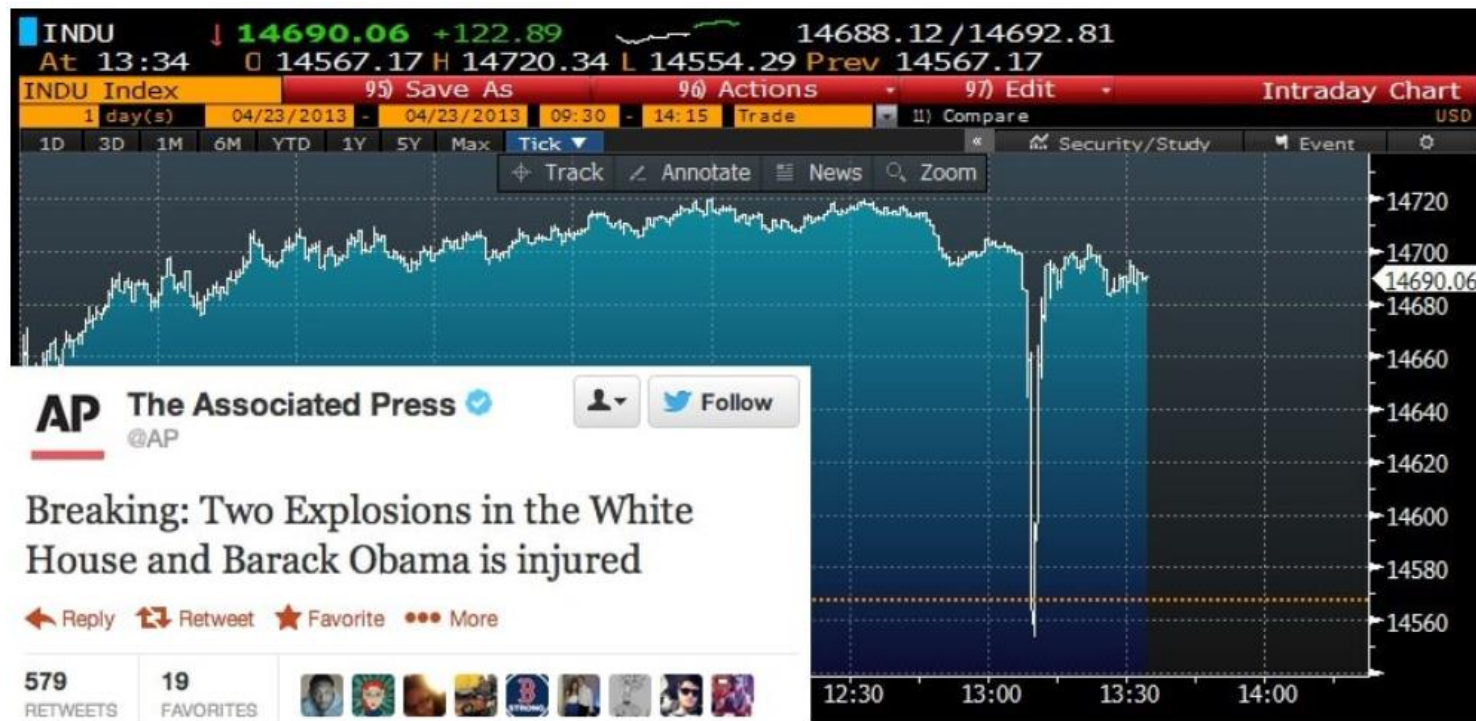 INDU ↓ 14690.06 +122.89 14688.12/14692.81
At 13:34 O 14567.17 H 14720.34 L 14554.29 Prev 14567.17
INDU Index 95) Save As 96) Actions 97) Edit Intraday Chart
1 day(s) 04/23/2013 - 04/23/2013 09:30 - 14:15 Trade 11) Compare USD
1D 3D 1M 6M YTD 1Y 5Y Max Tick ▼ « Security/Study Event
Track Annotate News Zoom
14720
14700
14690.06
14680
14660
14640
14620
14600
14580
14560
AP The Associated Press
@AP
Follow
Breaking: Two Explosions in the White
House and Barack Obama is injured
Reply Retweet Favorite More
579 19
RETWEETS FAVORITES
B STRONG
12:30 13:00 13:30 14:00